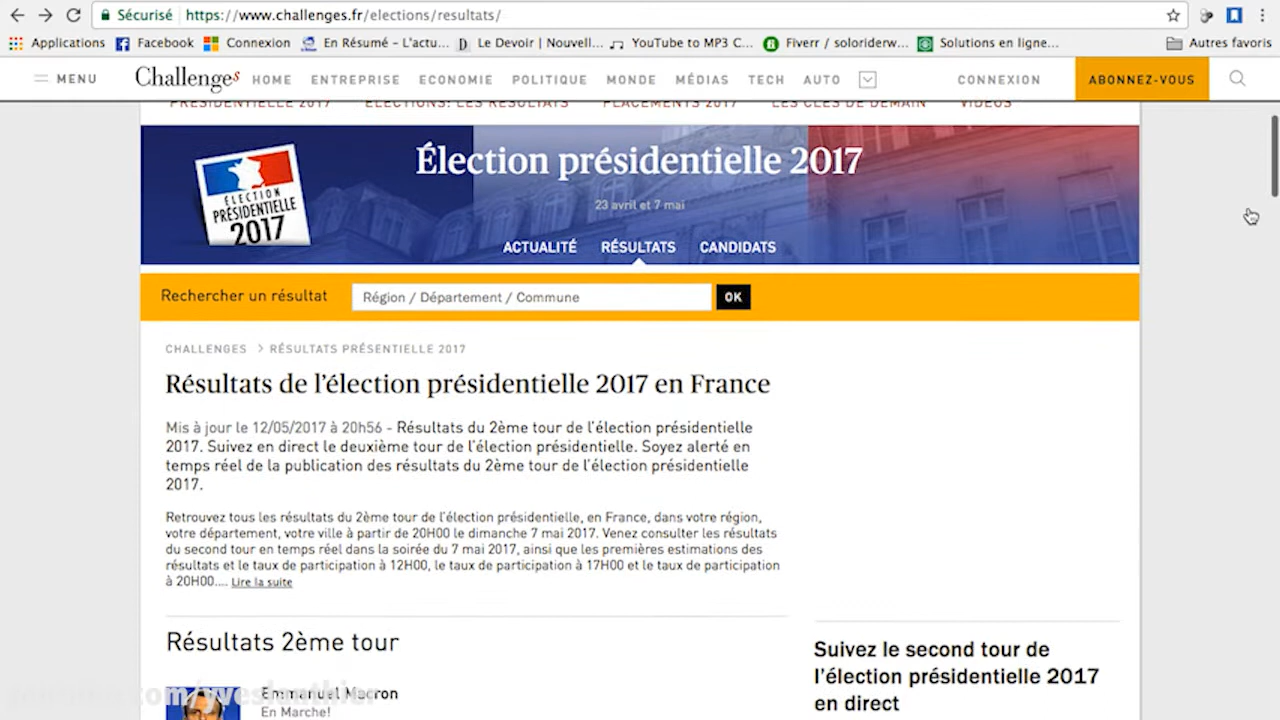 Sécurisé https://www.challenges.fr/elections/resultats/
Applications Facebook Connexion En Résumé – L'actu... Le Devoir | Nouvell... YouTube to MP3 C... Fiverr / soloriderw... Solutions en ligne... Autres favoris
MENU Challenges HOME ENTREPRISE ECONOMIE POLITIQUE MONDE MÉDIAS TECH AUTO CONNEXION ABONNEZ-VOUS
PRÉSIDENTIELLE 2017 ELECTIONS: LES RÉSULTATS PLACEMENTS 2017 LES CLÉS DE DEMAIN VIDÉOS
Élection présidentielle 2017
23 avril et 7 mai
ÉLECTION
PRÉSIDENTIELLE
2017
ACTUALITÉ RÉSULTATS CANDIDATS
Rechercher un résultat Région / Département / Commune OK
CHALLENGES > RÉSULTATS PRÉSENTIELLE 2017
Résultats de l'élection présidentielle 2017 en France
Mis à jour le 12/05/2017 à 20h56 - Résultats du 2ème tour de l'élection présidentielle
2017. Suivez en direct le deuxième tour de l'élection présidentielle. Soyez alerté en
temps réel de la publication des résultats du 2ème tour de l'élection présidentielle
2017.
Retrouvez tous les résultats du 2ème tour de l'élection présidentielle, en France, dans votre région,
votre département, votre ville à partir de 20H00 le dimanche 7 mai 2017. Venez consulter les résultats
du second tour en temps réel dans la soirée du 7 mai 2017, ainsi que les premières estimations des
résultats et le taux de participation à 12H00, le taux de participation à 17H00 et le taux de participation
à 20H00.... Lire la suite
Résultats 2ème tour
Emmanuel Macron
En Marche!
Suivez le second tour de
l'élection présidentielle 2017
en direct